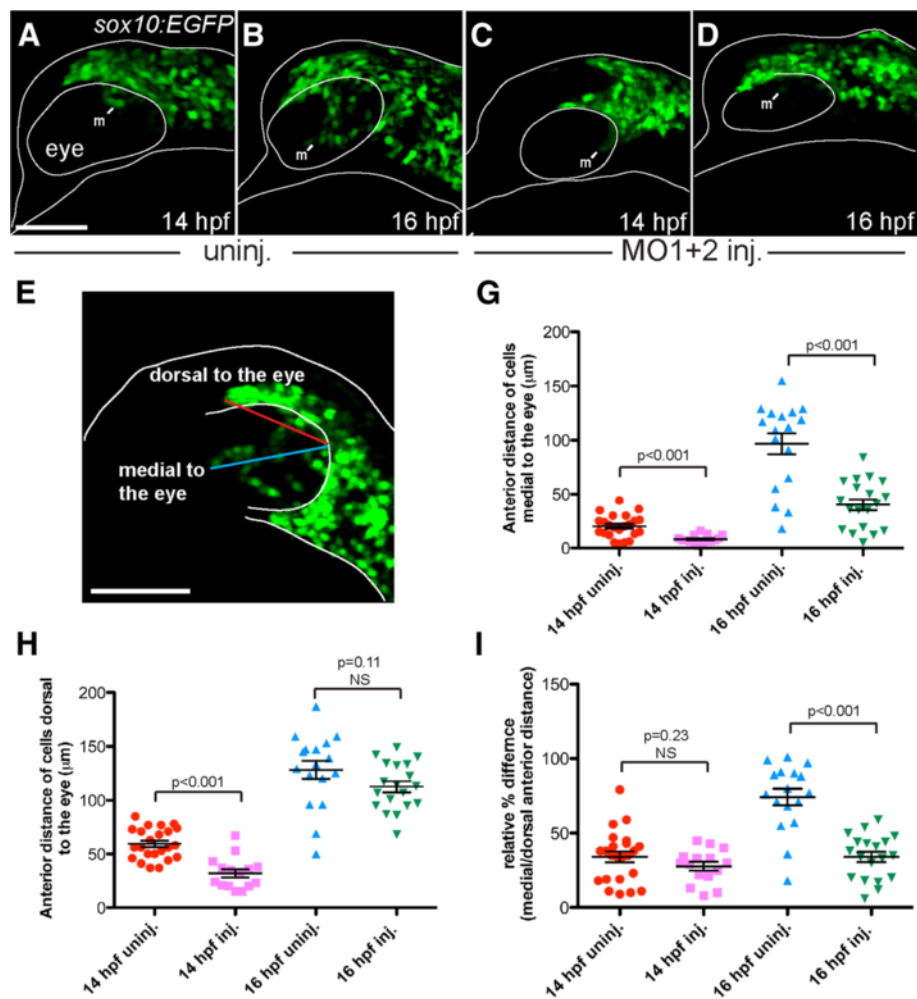 A
sox10:EGFP
B
C
D
m
m
m
m
eye
14 hpf
16 hpf
14 hpf
16 hpf
uninj.
MO1+2 inj.
E
dorsal to the eye
medial to
the eye
G
Anterior distance of cells
medial to the eye (μm)
200
150
100
50
0
p<0.001
p<0.001
14 hpf uninj.
14 hpf inj.
16 hpf uninj.
16 hpf inj.
H
Anterior distance of cells dorsal
to the eye (μm)
200
150
100
50
0
p<0.001
p=0.11
NS
14 hpf uninj.
14 hpf inj.
16 hpf uninj.
16 hpf inj.
I
relative % differnce
(medial/dorsal anterior distance)
150
100
50
0
p=0.23
NS
p<0.001
14 hpf uninj.
14 hpf inj.
16 hpf uninj.
16 hpf inj.